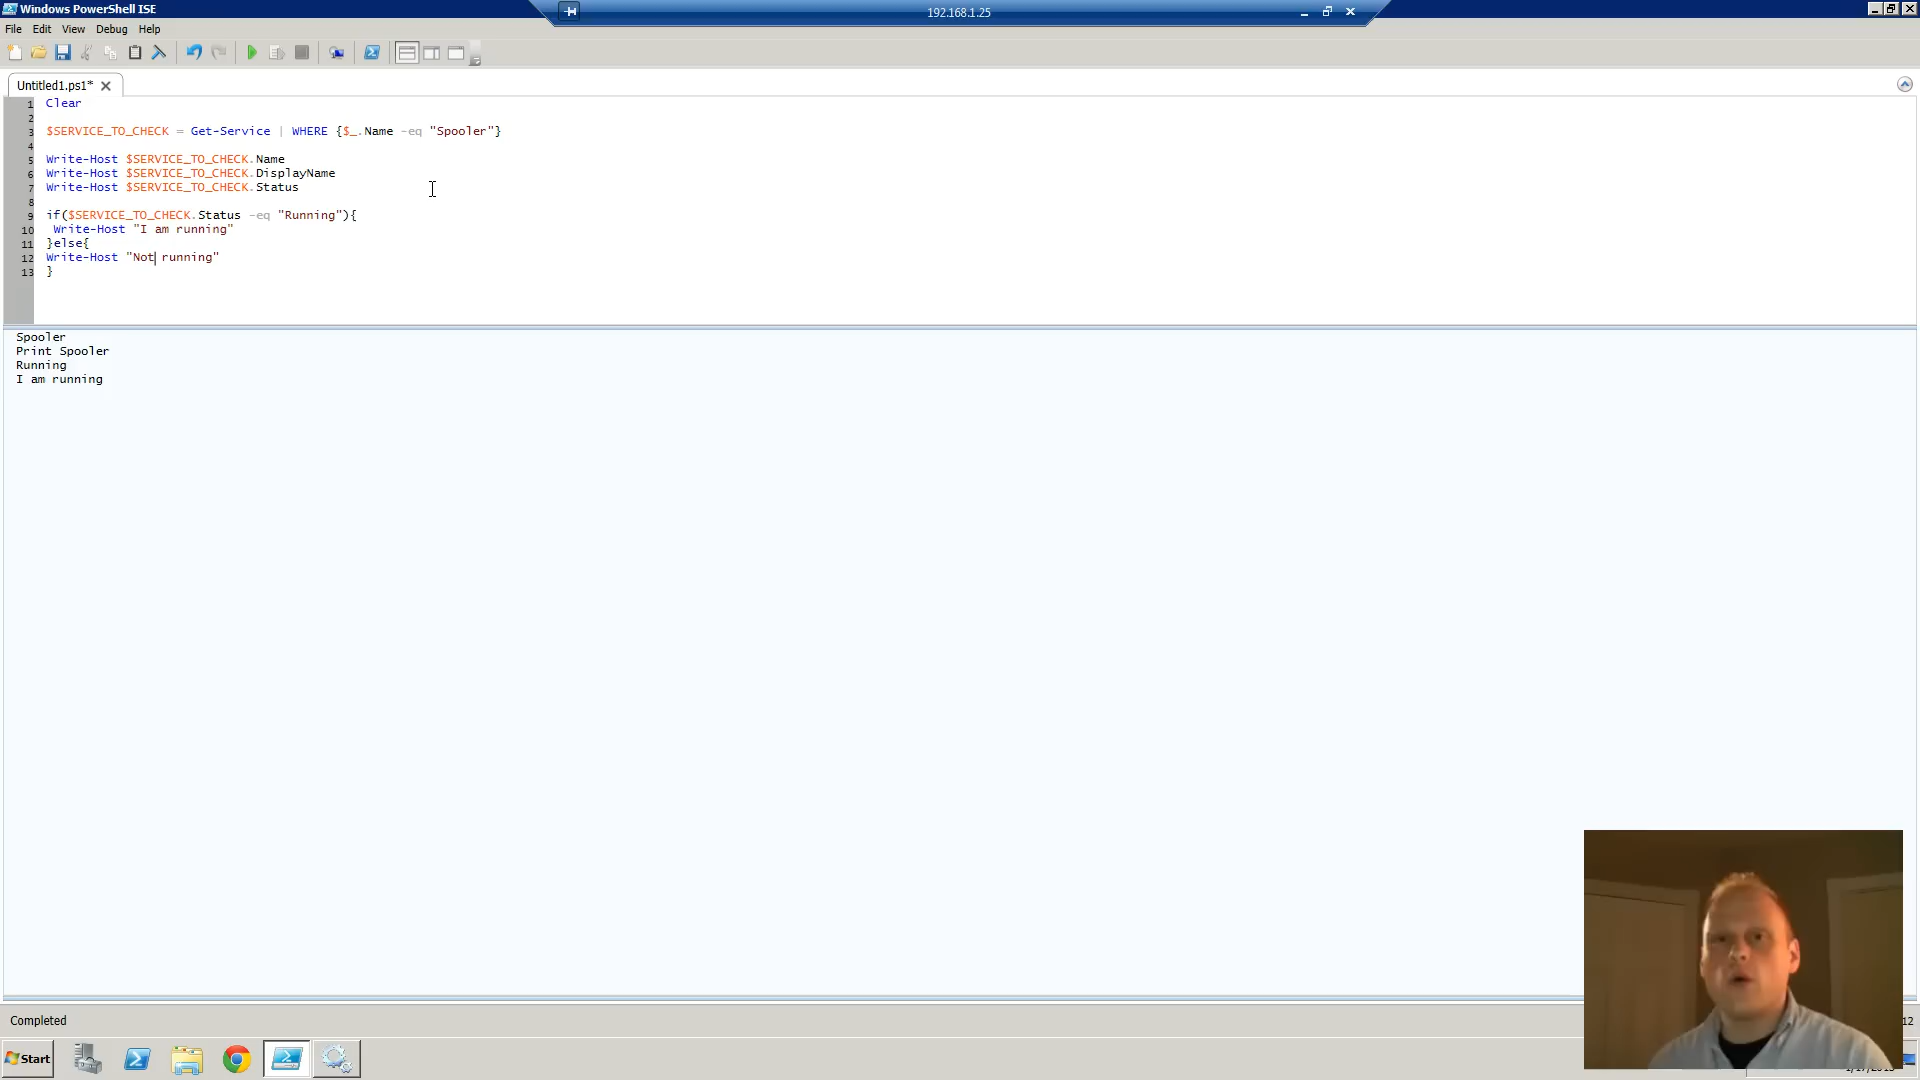 Windows PowerShell ISE
192.168.1.25
File Edit View Debug Help
Untitled1.ps1*
1 Clear
2
3 $SERVICE_TO_CHECK = Get-Service | WHERE {$_.Name -eq "Spooler"}
4
5 Write-Host $SERVICE_TO_CHECK.Name
6 Write-Host $SERVICE_TO_CHECK.DisplayName
7 Write-Host $SERVICE_TO_CHECK.Status
8
9 if($SERVICE_TO_CHECK.Status -eq "Running"){
10 Write-Host "I am running"
11 }else{
12 Write-Host "Not running"
13 }
Spooler
Print Spooler
Running
I am running
Completed
12
Start